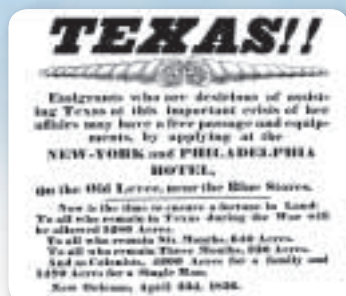 TEXAS!!
Emigrants who are desirious of assist-
ing Texas at this important crisis of her
affairs may have a free passage and equip-
ments, by applying at the
NEW-YORK and PHILADELPHIA
HOTEL,
On the Old Levee, near the Blue Stores.
Now is the time to ensure a fortune in Land:
To all who remain in Texas during the War will
be allowed 1280 Acres.
To all who remain Six Months, 640 Acres.
To all who remain Three Months, 320 Acres.
And as Colonists, 4600 Acres for a family and
1470 Acres for a Single Man.
New Orleans, April 23d, 1836.